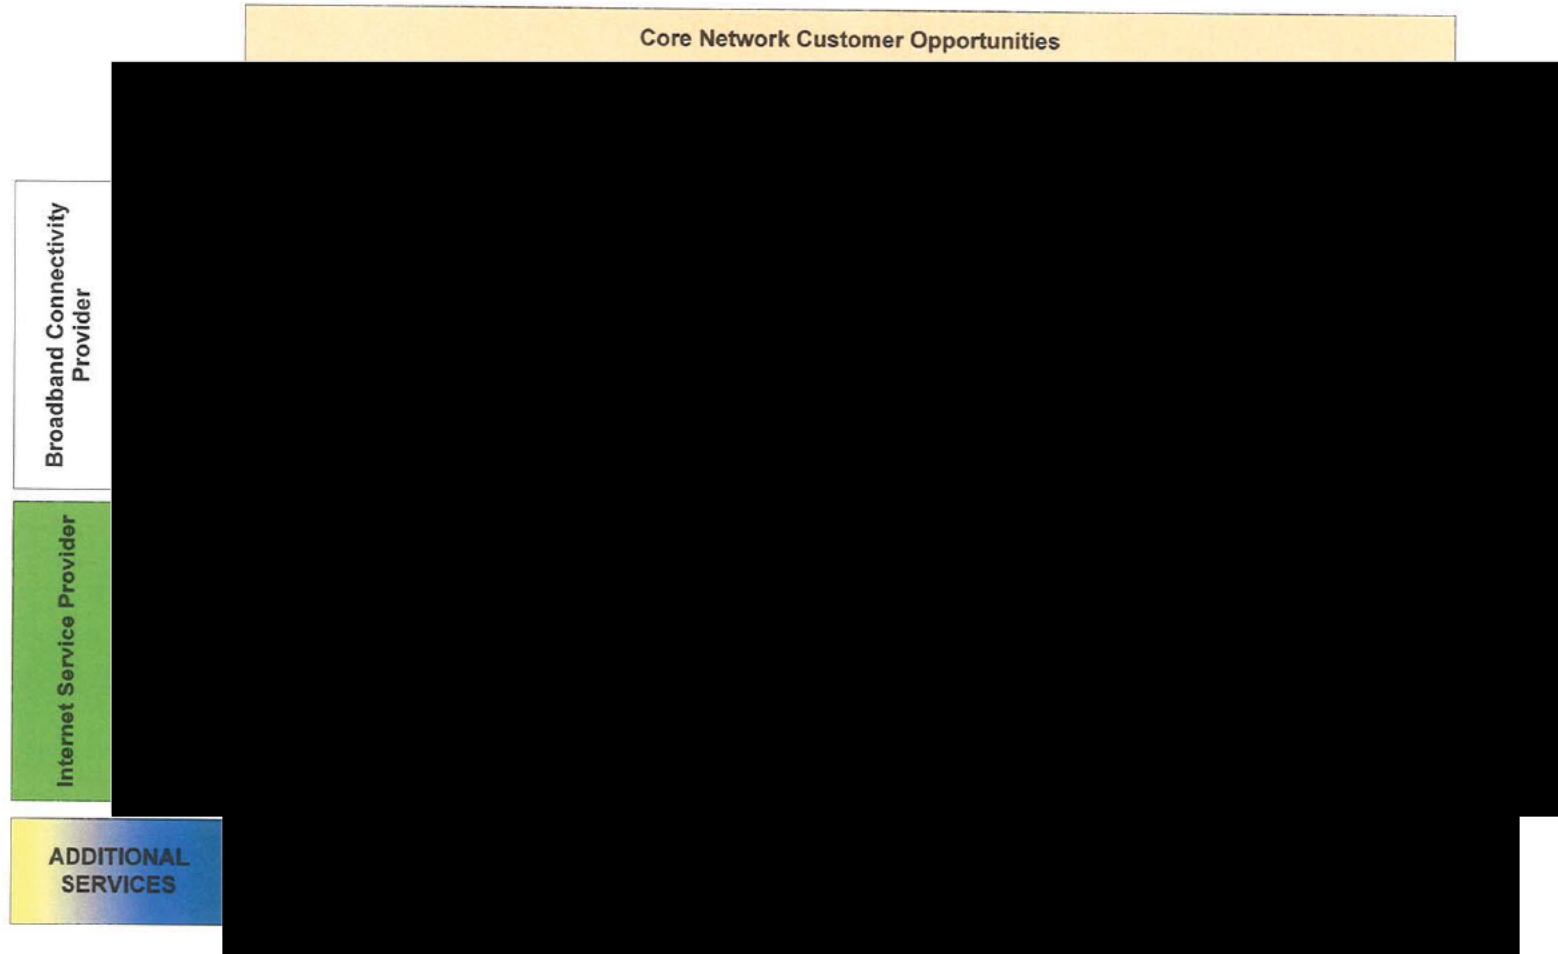 Core Network Customer Opportunities
Broadband Connectivity
Provider
Internet Service Provider
ADDITIONAL
SERVICES